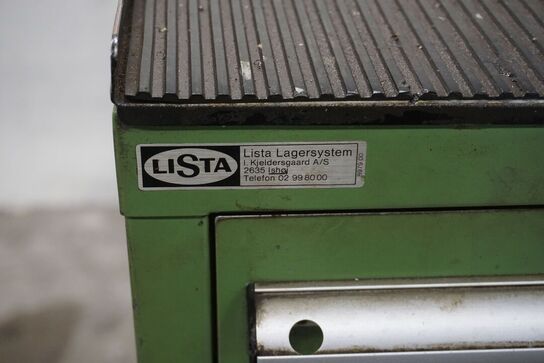 LISTA
Lista Lagersystem
i. Kjeldersgaard A/S
2635 Ishøj
Telefon 02 99 80 00